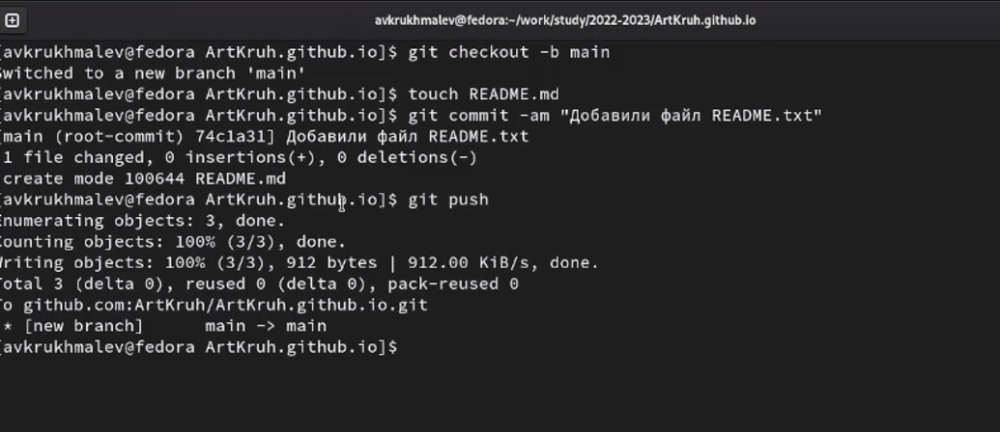 avkrukhmalev@fedora:~/work/study/2022-2023/ArtKruh.github.io
[avkrukhmalev@fedora ArtKruh.github.io]$ git checkout -b main
Switched to a new branch 'main'
[avkrukhmalev@fedora ArtKruh.github.io]$ touch README.md
[avkrukhmalev@fedora ArtKruh.github.io]$ git commit -am "Добавили файл README.txt"
[main (root-commit) 74c1a31] Добавили файл README.txt
1 file changed, 0 insertions(+), 0 deletions(-)
create mode 100644 README.md
[avkrukhmalev@fedora ArtKruh.github.io]$ git push
Enumerating objects: 3, done.
Counting objects: 100% (3/3), done.
Writing objects: 100% (3/3), 912 bytes | 912.00 KiB/s, done.
Total 3 (delta 0), reused 0 (delta 0), pack-reused 0
To github.com:ArtKruh/ArtKruh.github.io.git
* [new branch]      main -> main
[avkrukhmalev@fedora ArtKruh.github.io]$